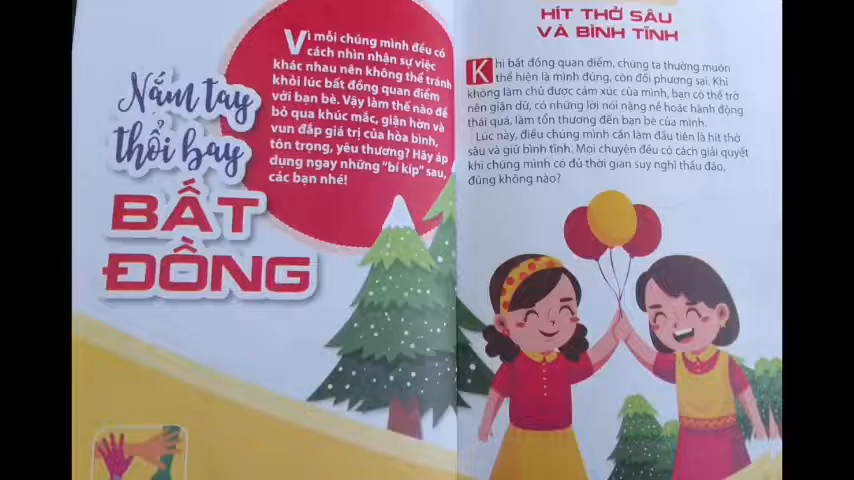 Nắm tay
thổi bay
BẤT
ĐỒNG
Vì mỗi chúng mình đều có
cách nhìn nhận sự việc
khác nhau nên không thể tránh
khỏi lúc bất đồng quan điểm
với bạn bè. Vậy làm thế nào để
bỏ qua khúc mắc, giận hờn và
vun đắp giá trị của hòa bình,
tôn trọng, yêu thương? Hãy áp
dụng ngay những "bí kíp" sau,
các bạn nhé!
HÍT THỞ SÂU
VÀ BÌNH TĨNH
Khi bất đồng quan điểm, chúng ta thường muốn
thể hiện là mình đúng, còn đối phương sai. Khi
không làm chủ được cảm xúc của mình, bạn có thể trở
nên giận dữ, có những lời nói nặng nề hoặc hành động
thái quá, làm tổn thương đến bạn bè của mình.
Lúc này, điều chúng mình cần làm đầu tiên là hít thở
sâu và giữ bình tĩnh. Mọi chuyện đều có cách giải quyết
khi chúng mình có đủ thời gian suy nghĩ thấu đáo,
đúng không nào?